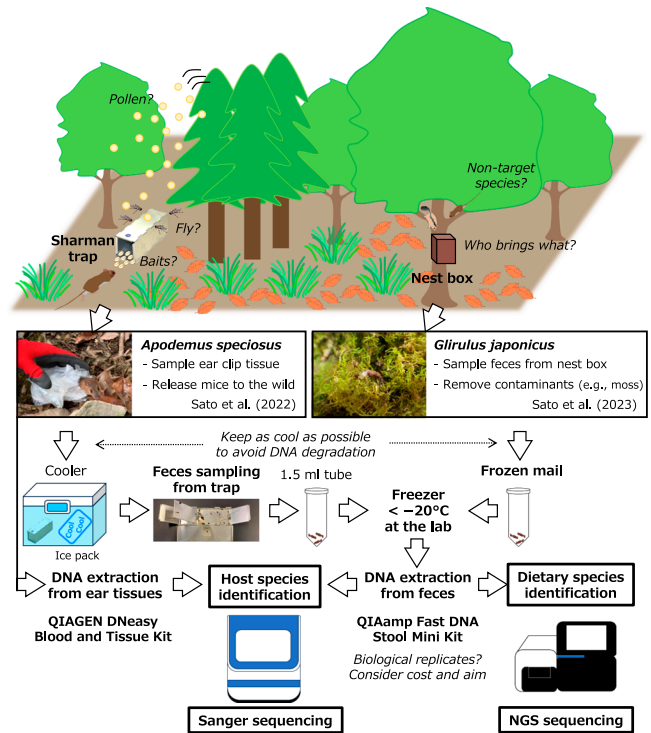 Pollen?
Non-target
species?
Fly?
Sharman
trap
Baits?
Who brings what?
Nest box
Apodemus speciosus
- Sample ear clip tissue
- Release mice to the wild
Sato et al. (2022)
Glirulus japonicus
- Sample feces from nest box
- Remove contaminants (e.g., moss)
Sato et al. (2023)
Keep as cool as possible
to avoid DNA degradation
Cooler
Cool
Cool
Ice pack
Feces sampling
from trap
1.5 ml tube
Freezer
< −20°C
at the lab
Frozen mail
DNA extraction
from ear tissues
QIAGEN DNeasy
Blood and Tissue Kit
Host species
identification
DNA extraction
from feces
QIAamp Fast DNA
Stool Mini Kit
Biological replicates?
Consider cost and aim
Dietary species
identification
Sanger sequencing
NGS sequencing